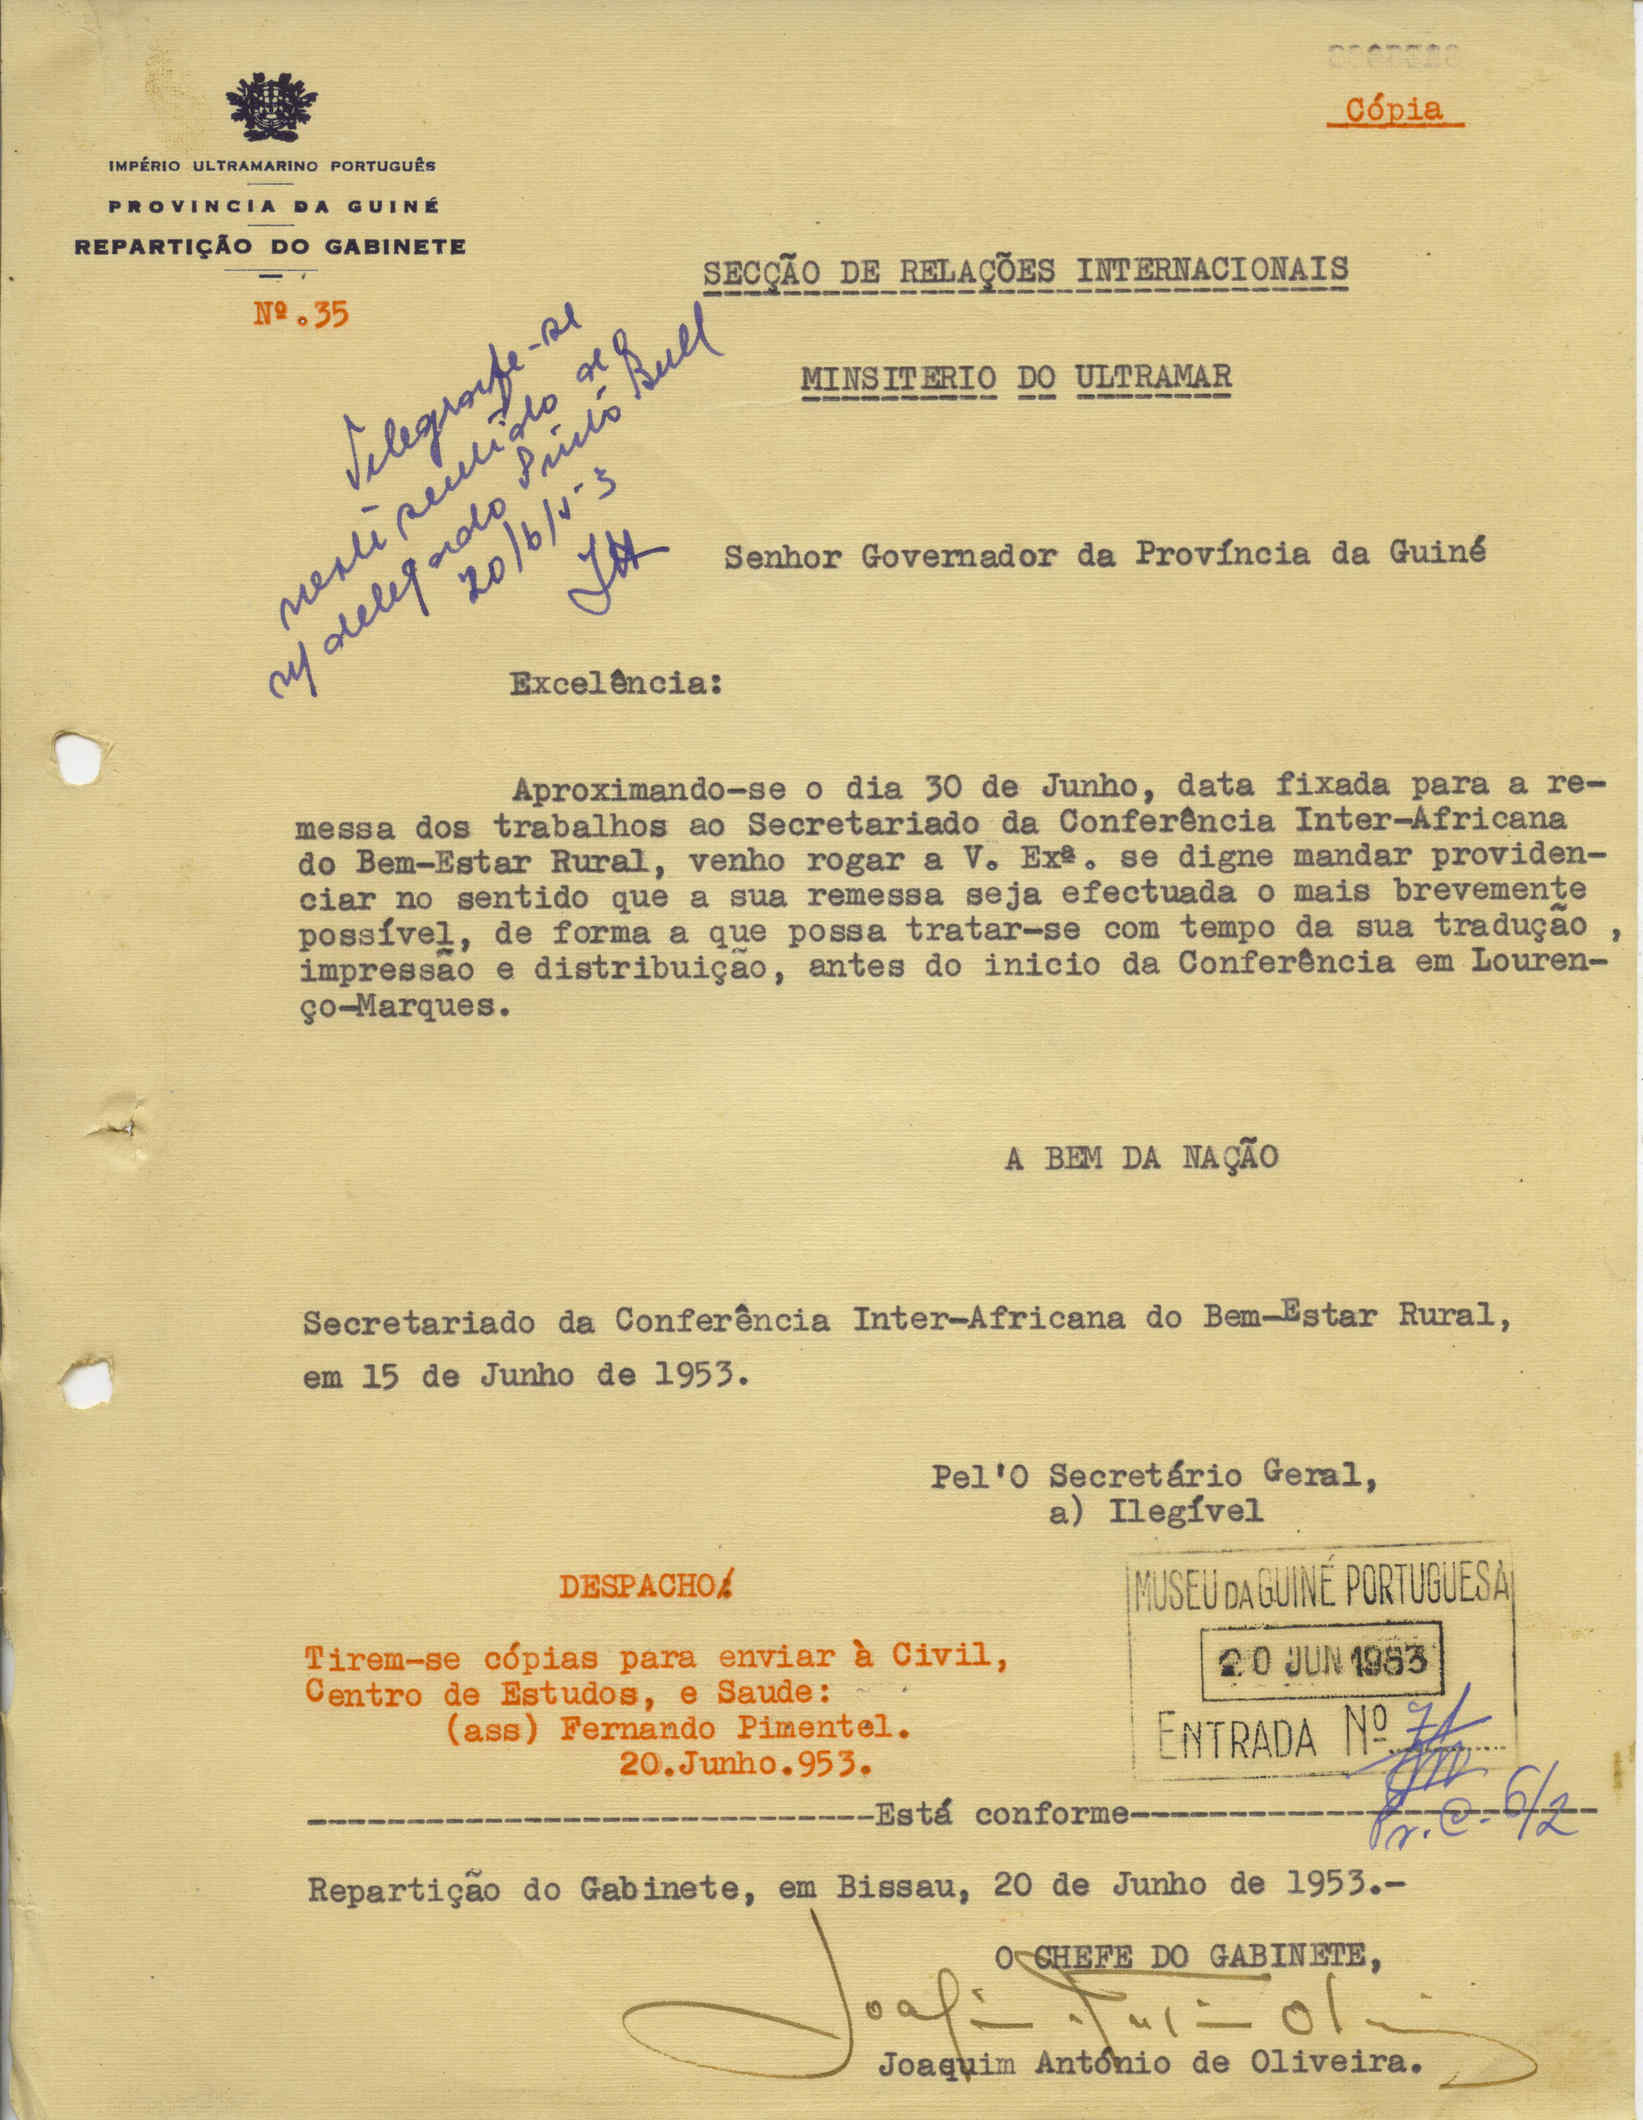 Cópia
IMPÉRIO ULTRAMARINO PORTUGUÊS
PROVINCIA DA GUINÉ
REPARTIÇÃO DO GABINETE
Nº.35
SECÇÃO DE RELAÇÕES INTERNACIONAIS
MINSITERIO DO ULTRAMAR
Telegrafe-se
neste sentido ao
n/ delegado Pinto Bull
20/6/53
Senhor Governador da Província da Guiné
Excelência:
Aproximando-se o dia 30 de Junho, data fixada para a re-
messa dos trabalhos ao Secretariado da Conferência Inter-Africana
do Bem-Estar Rural, venho rogar a V. Exª. se digne mandar providen-
ciar no sentido que a sua remessa seja efectuada o mais brevemente
possível, de forma a que possa tratar-se com tempo da sua tradução ,
impressão e distribuição, antes do inicio da Conferência em Louren-
ço-Marques.
A BEM DA NAÇÃO
Secretariado da Conferência Inter-Africana do Bem-Estar Rural,
em 15 de Junho de 1953.
Pel'O Secretário Geral,
a) Ilegível
DESPACHO:
Tirem-se cópias para enviar à Civil,
Centro de Estudos, e Saude:
(ass) Fernando Pimentel.
20.Junho.953.
MUSEU DA GUINÉ PORTUGUESA
20 JUN 1953
ENTRADA Nº
-----------------------------Está conforme------------------------
P. C. 6/2
Repartição do Gabinete, em Bissau, 20 de Junho de 1953.-
O CHEFE DO GABINETE,
Joaquim António de Oliveira.